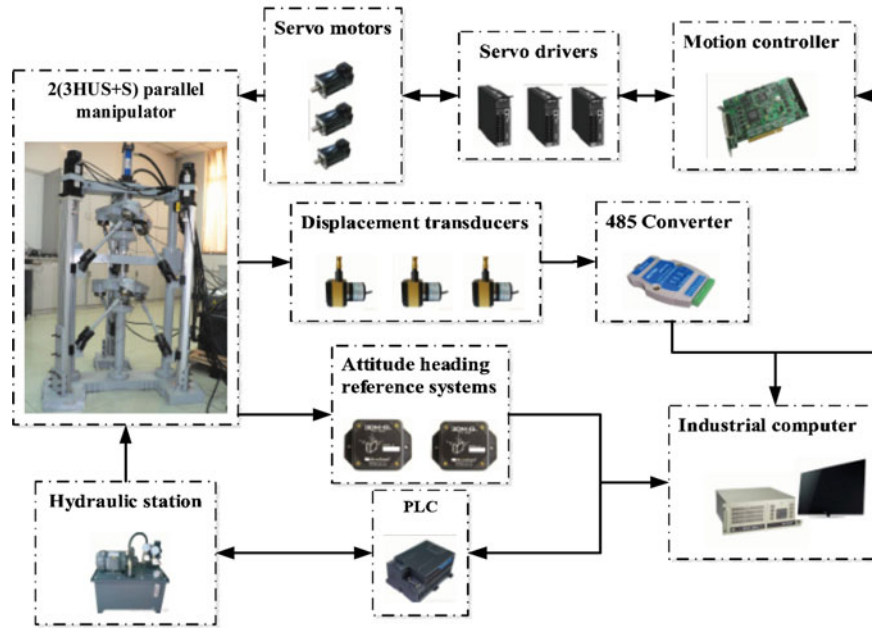 Servo motors
Servo drivers
Motion controller
2(3HUS+S) parallel
manipulator
Displacement transducers
485 Converter
Attitude heading
reference systems
Industrial computer
Hydraulic station
PLC